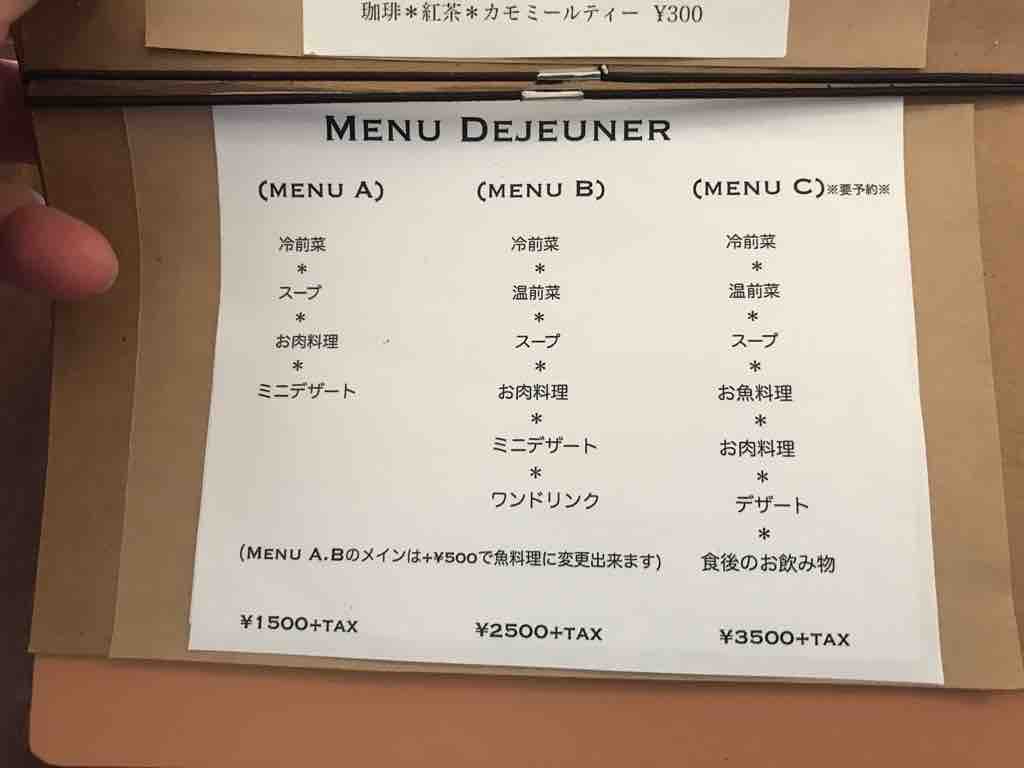 珈琲＊紅茶＊カモミールティー ¥300
MENU DEJEUNER
(MENU A)
冷前菜
＊
スープ
＊
お肉料理
＊
ミニデザート
(MENU B)
冷前菜
＊
温前菜
＊
スープ
＊
お肉料理
＊
ミニデザート
＊
ワンドリンク
(MENU C)※要予約※
冷前菜
＊
温前菜
＊
スープ
＊
お魚料理
＊
お肉料理
＊
デザート
＊
食後のお飲み物
(MENU A.Bのメインは+¥500で魚料理に変更出来ます)
¥1500+TAX
¥2500+TAX
¥3500+TAX